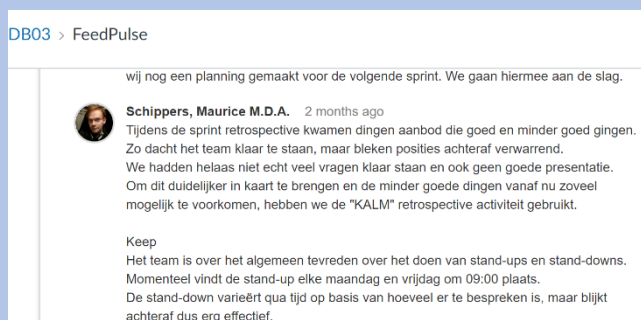 DB03 > FeedPulse
wij nog een planning gemaakt voor de volgende sprint. We gaan hiermee aan de slag.
Schippers, Maurice M.D.A. 2 months ago
Tijdens de sprint retrospective kwamen dingen aanbod die goed en minder goed gingen.
Zo dacht het team klaar te staan, maar bleken posities achteraf verwarrend.
We hadden helaas niet echt veel vragen klaar staan en ook geen goede presentatie.
Om dit duidelijker in kaart te brengen en de minder goede dingen vanaf nu zoveel
mogelijk te voorkomen, hebben we de "KALM" retrospective activiteit gebruikt.
Keep
Het team is over het algemeen tevreden over het doen van stand-ups en stand-downs.
Momenteel vindt de stand-up elke maandag en vrijdag om 09:00 plaats.
De stand-down varieërt qua tijd op basis van hoeveel er te bespreken is, maar blijkt
achteraf dus erg effectief.